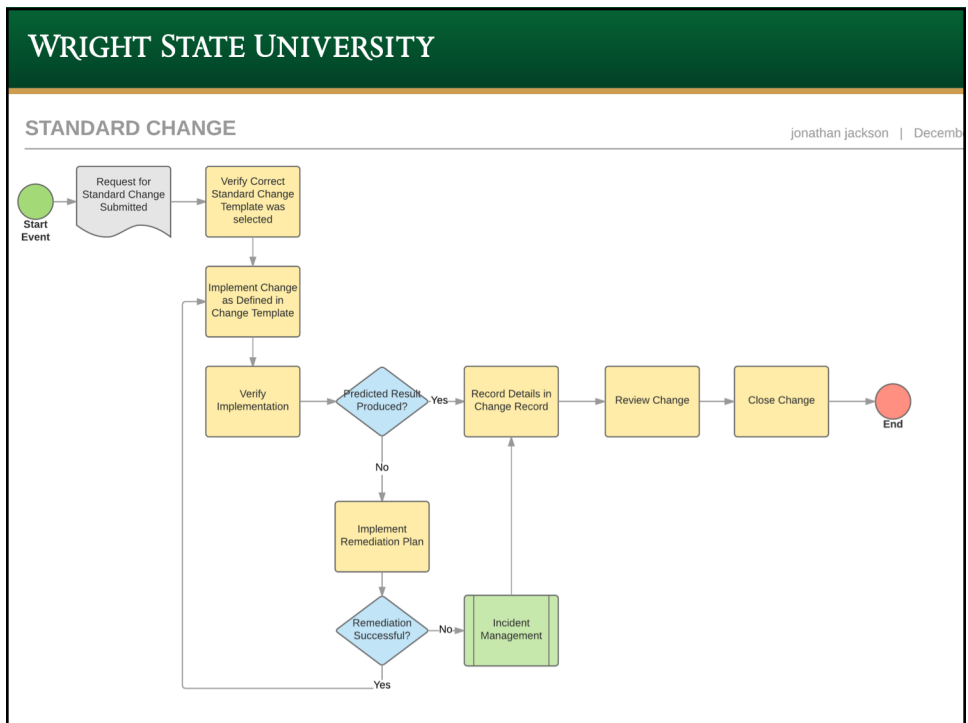 WRIGHT STATE UNIVERSITY
STANDARD CHANGE
jonathan jackson | Decemb
Start
Event
Request for
Standard Change
Submitted
Verify Correct
Standard Change
Template was
selected
Implement Change
as Defined in
Change Template
Verify
Implementation
Predicted Result
Produced?
Yes
Record Details in
Change Record
Review Change
Close Change
End
No
Implement
Remediation Plan
Remediation
Successful?
No
Incident
Management
Yes